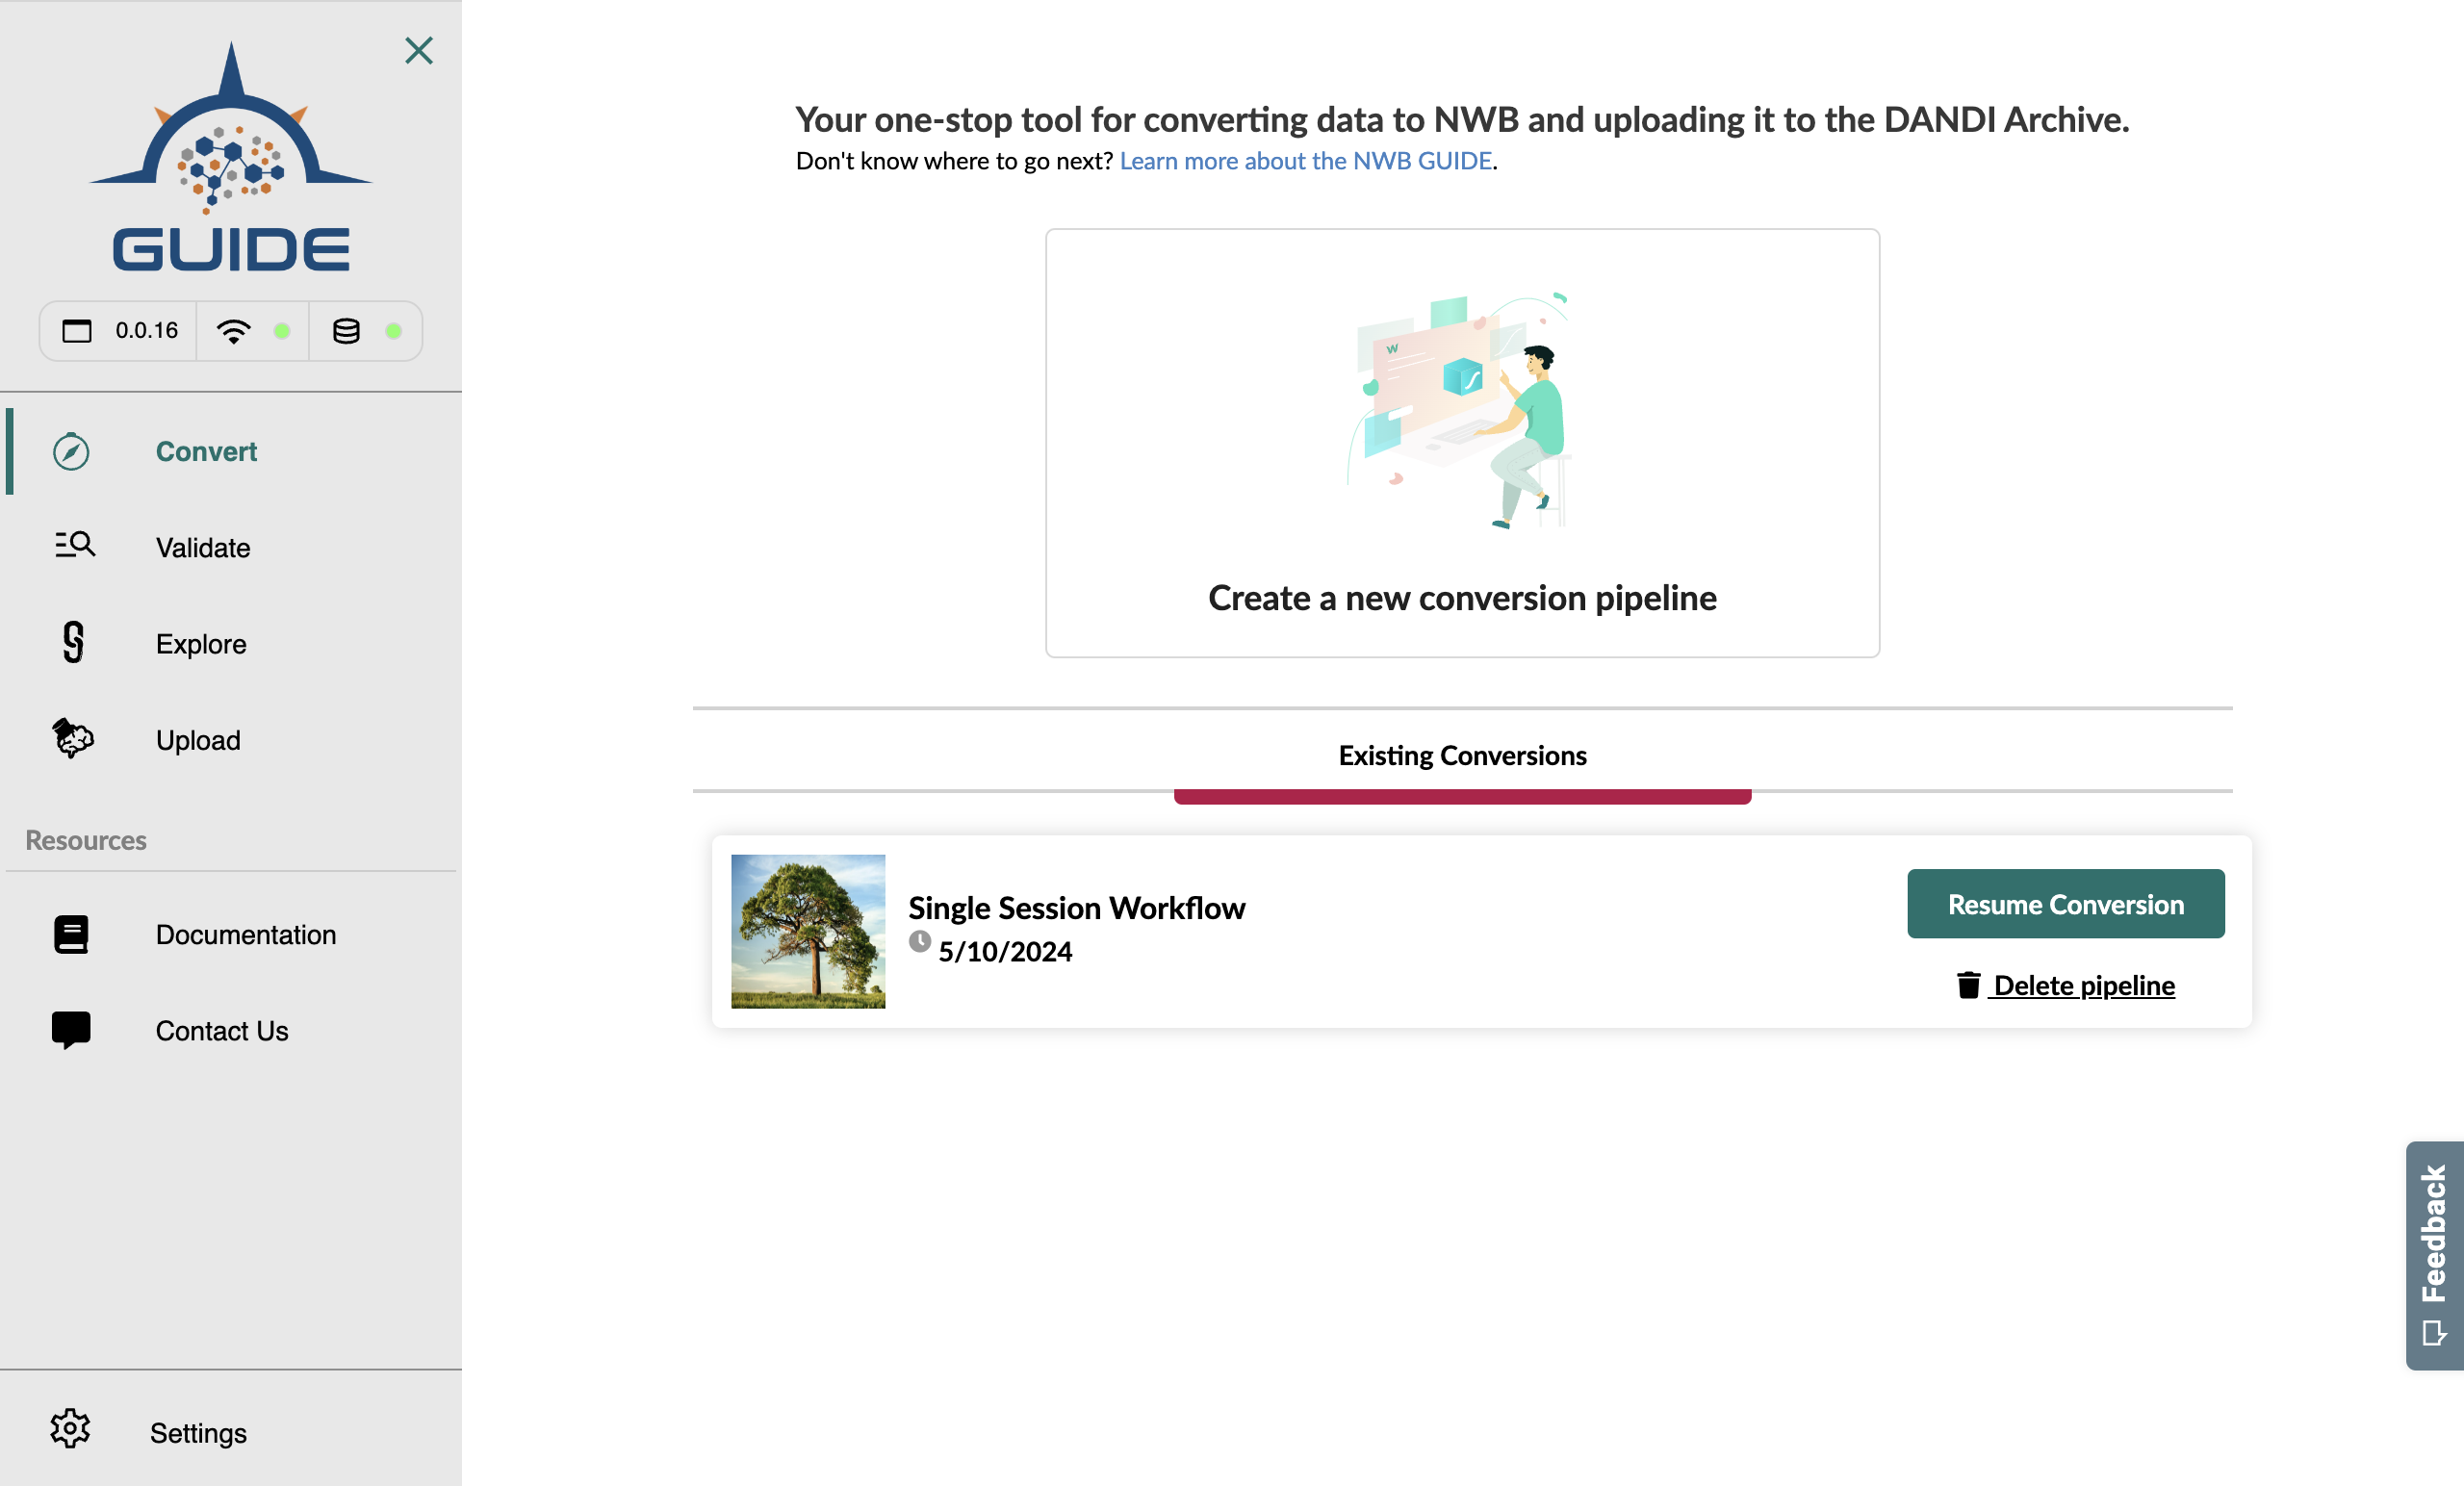 GUIDE
0.0.16
Convert
Validate
Explore
Upload
Resources
Documentation
Contact Us
Settings
Your one-stop tool for converting data to NWB and uploading it to the DANDI Archive.
Don't know where to go next? Learn more about the NWB GUIDE.
W
Create a new conversion pipeline
Existing Conversions
Single Session Workflow
5/10/2024
Resume Conversion
Delete pipeline
Feedback